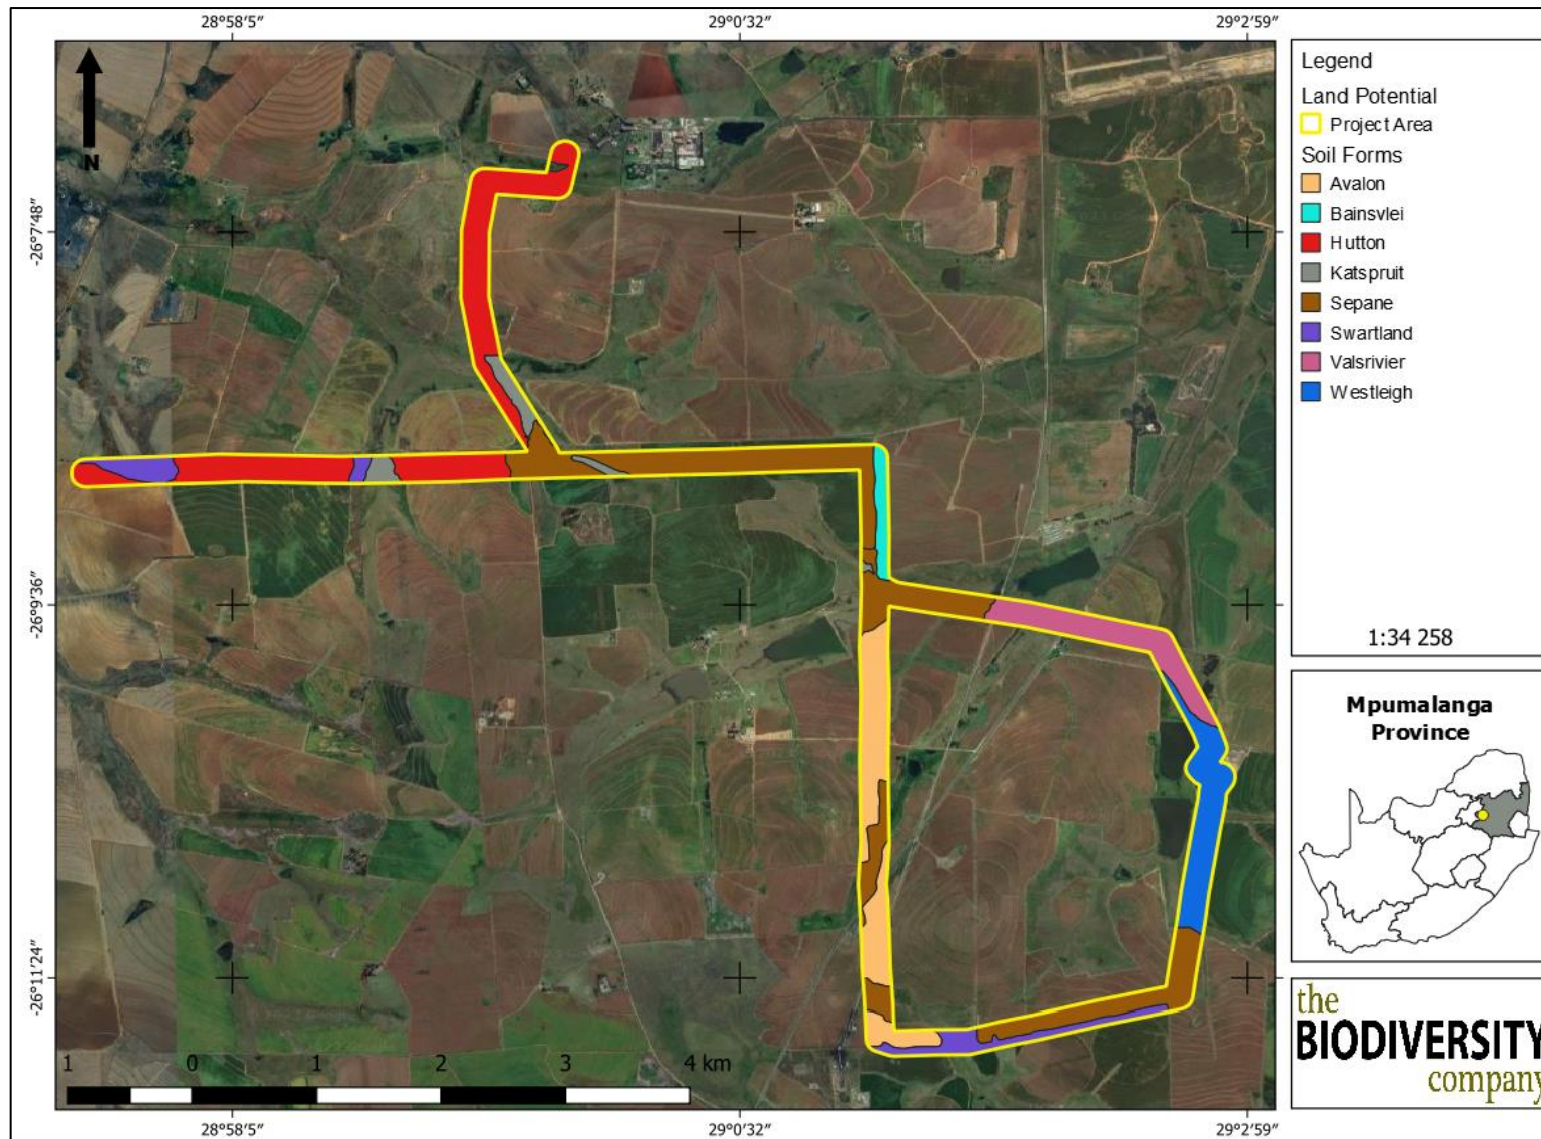 28°58′5″
29°0′32″
29°2′59″
-26°7′48″
-26°9′36″
-26°11′24″
N
1 0 1 2 3 4 km
28°58′5″
29°0′32″
29°2′59″
Legend
Land Potential
Project Area
Soil Forms
Avalon
Bainsvlei
Hutton
Katspruit
Sepane
Swartland
Valsrivier
Westleigh
1:34 258
Mpumalanga
Province
the
BIODIVERSITY
company